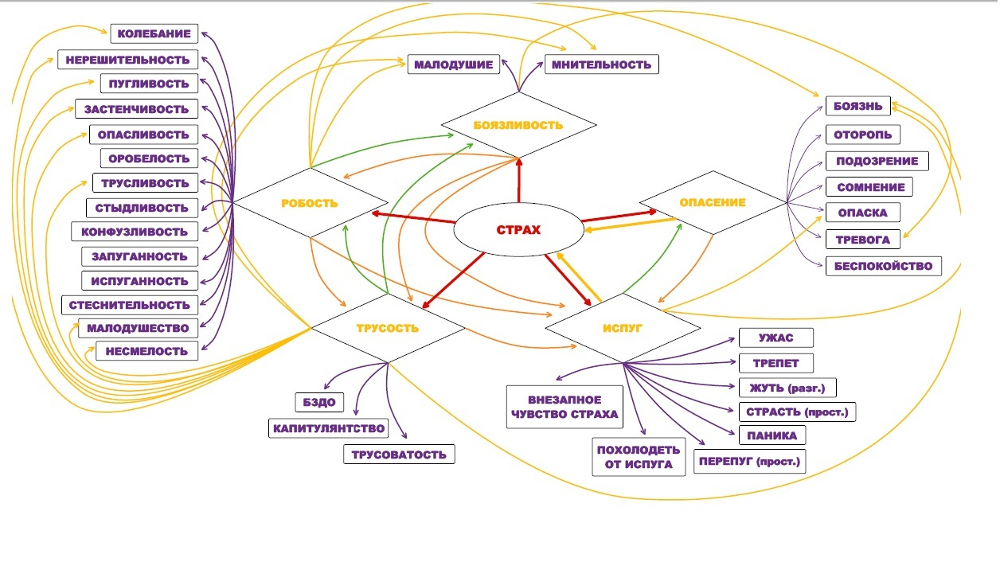 КОЛЕБАНИЕ
НЕРЕШИТЕЛЬНОСТЬ
ПУГЛИВОСТЬ
ЗАСТЕНЧИВОСТЬ
ОПАСЛИВОСТЬ
ОРОБЕЛОСТЬ
ТРУСЛИВОСТЬ
СТЫДЛИВОСТЬ
КОНФУЗЛИВОСТЬ
ЗАПУГАННОСТЬ
ИСПУГАННОСТЬ
СТЕСНИТЕЛЬНОСТЬ
МАЛОДУШЕСТВО
НЕСМЕЛОСТЬ
МАЛОДУШИЕ
МНИТЕЛЬНОСТЬ
БОЯЗЛИВОСТЬ
РОБОСТЬ
СТРАХ
ОПАСЕНИЕ
БОЯЗНЬ
ОТОРОПЬ
ПОДОЗРЕНИЕ
СОМНЕНИЕ
ОПАСКА
ТРЕВОГА
БЕСПОКОЙСТВО
ТРУСОСТЬ
ИСПУГ
БЗДО
КАПИТУЛЯНТСТВО
ТРУСОВАТОСТЬ
ВНЕЗАПНОЕ
ЧУВСТВО СТРАХА
ПОХОЛОДЕТЬ
ОТ ИСПУГА
ПЕРЕПУГ (прост.)
УЖАС
ТРЕПЕТ
ЖУТЬ (разг.)
СТРАСТЬ (прост.)
ПАНИКА